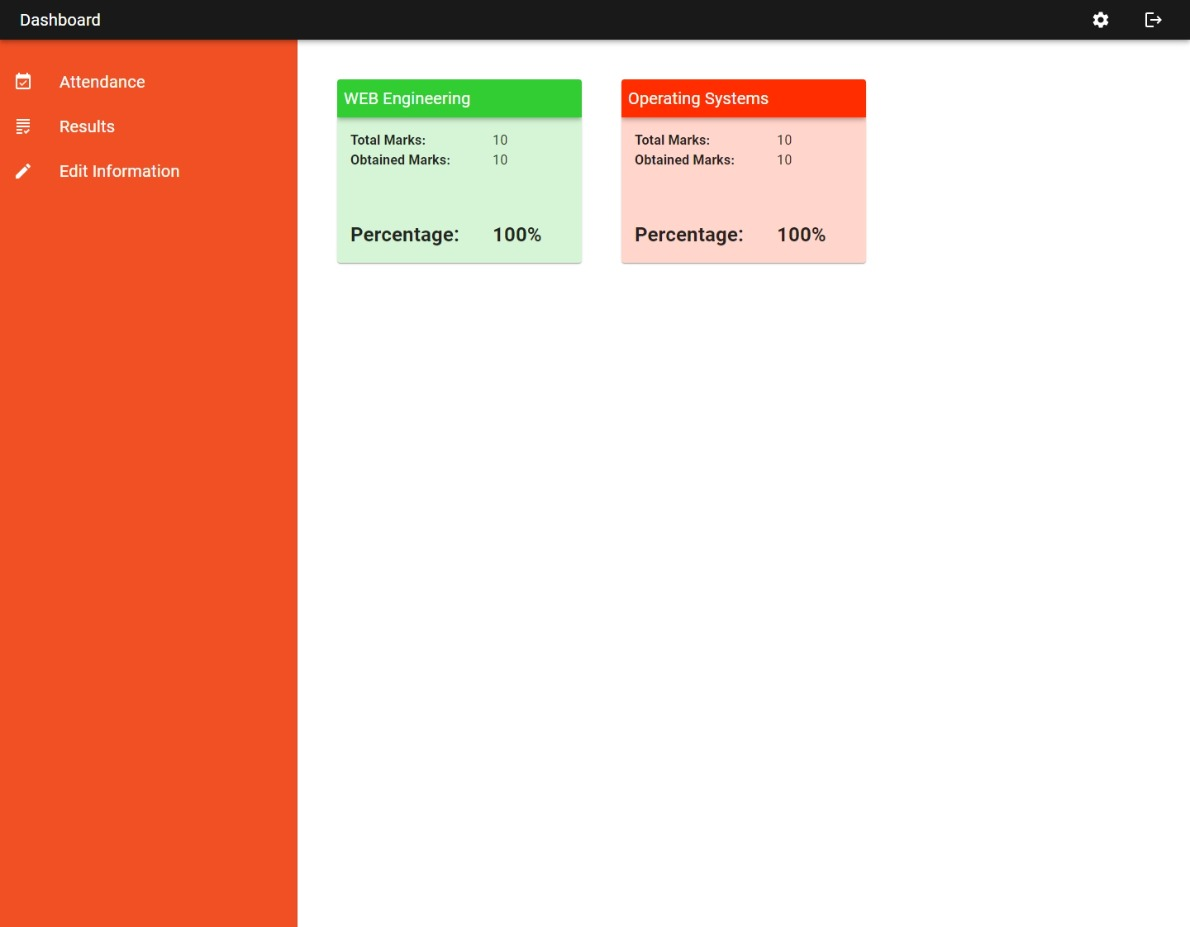 Dashboard
Attendance
Results
Edit Information
WEB Engineering
Total Marks: 10
Obtained Marks: 10
Percentage: 100%
Operating Systems
Total Marks: 10
Obtained Marks: 10
Percentage: 100%